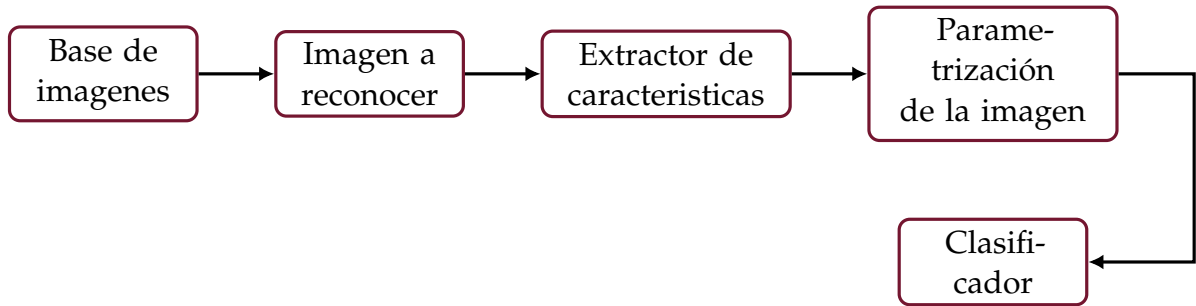 Base de
imagenes
Imagen a
reconocer
Extractor de
caracteristicas
Parame-
trización
de la imagen
Clasifi-
cador